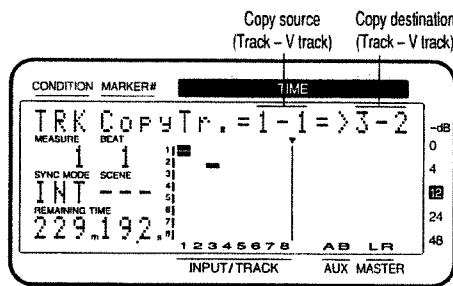 Copy source Copy destination
(Track – V track) (Track – V track)
CONDITION MARKER# TIME
TRK CopyTr.=1-1=>3-2
MEASURE BEAT
1 1
SYNC MODE SCENE
INT ---
REMAINING TIME
229m192s
1
2
3
4
5
6
7
8
-dB
0
4
12
24
48
1 2 3 4 5 6 7 8 AB LR
INPUT/TRACK AUX MASTER